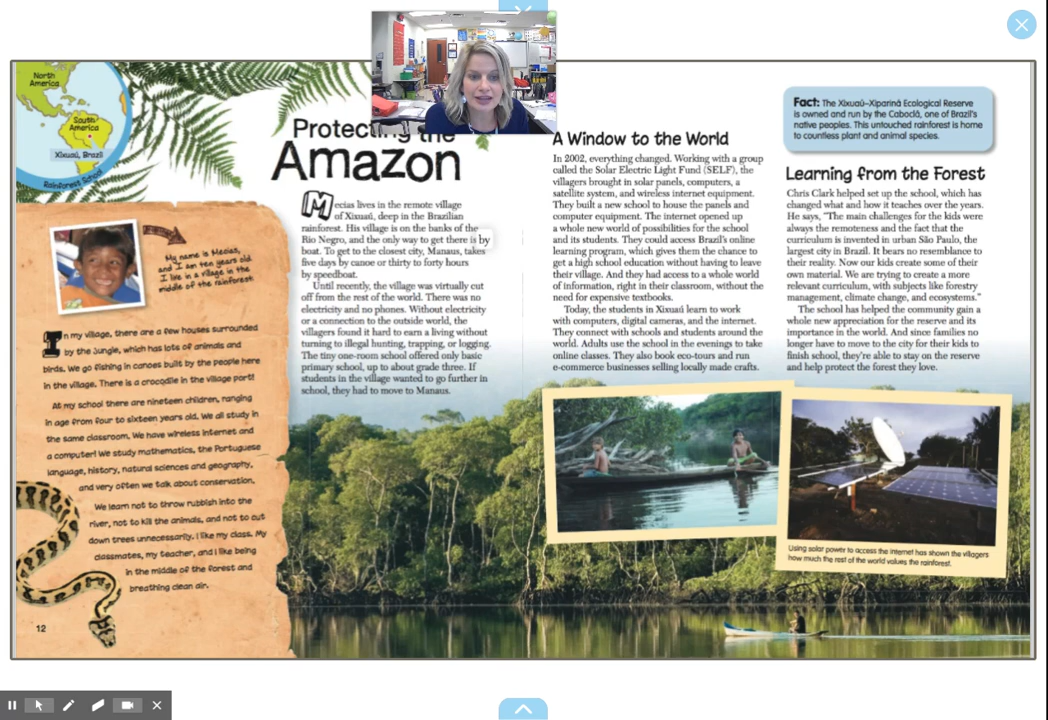 North
America
South
America
Xixuaú, Brazil
Rainforest School
My name is Mecias,
and I am ten years old.
I live in a village in the
middle of the rainforest!
In my village, there are a few houses surrounded
by the jungle, which has lots of animals and
birds. We go fishing in canoes built by the people here
in the village. There is a crocodile in the village port!
At my school there are nineteen children, ranging
in age from four to sixteen years old. We all study in
the same classroom. We have wireless internet and
a computer! We study mathematics, the Portuguese
language, history, natural sciences and geography,
and very often we talk about conservation.
We learn not to throw rubbish into the
river, not to kill the animals, and not to cut
down trees unnecessarily. I like my class. My
classmates, my teacher, and I like being
in the middle of the forest and
breathing clean air.
12
Protecting the
Amazon
Mecias lives in the remote village
of Xixuaú, deep in the Brazilian
rainforest. His village is on the banks of the
Rio Negro, and the only way to get there is by
boat. To get to the closest city, Manaus, takes
five days by canoe or thirty to forty hours
by speedboat.
Until recently, the village was virtually cut
off from the rest of the world. There was no
electricity and no phones. Without electricity
or a connection to the outside world, the
villagers found it hard to earn a living without
turning to illegal hunting, trapping, or logging.
The tiny one-room school offered only basic
primary school, up to about grade three. If
students in the village wanted to go further in
school, they had to move to Manaus.
A Window to the World
In 2002, everything changed. Working with a group
called the Solar Electric Light Fund (SELF), the
villagers brought in solar panels, computers, a
satellite system, and wireless internet equipment.
They built a new school to house the panels and
computer equipment. The internet opened up
a whole new world of possibilities for the school
and its students. They could access Brazil's online
learning program, which gives them the chance to
get a high school education without having to leave
their village. And they had access to a whole world
of information, right in their classroom, without the
need for expensive textbooks.
Today, the students in Xixuaú learn to work
with computers, digital cameras, and the internet.
They connect with schools and students around the
world. Adults use the school in the evenings to take
online classes. They also book eco-tours and run
e-commerce businesses selling locally made crafts.
Fact: The Xixuaú-Xipariná Ecological Reserve
is owned and run by the Caboclá, one of Brazil's
native peoples. This untouched rainforest is home
to countless plant and animal species.
Learning from the Forest
Chris Clark helped set up the school, which has
changed what and how it teaches over the years.
He says, "The main challenges for the kids were
always the remoteness and the fact that the
curriculum is invented in urban São Paulo, the
largest city in Brazil. It bears no resemblance to
their reality. Now our kids create some of their
own material. We are trying to create a more
relevant curriculum, with subjects like forestry
management, climate change, and ecosystems."
The school has helped the community gain a
whole new appreciation for the reserve and its
importance in the world. And since families no
longer have to move to the city for their kids to
finish school, they're able to stay on the reserve
and help protect the forest they love.
Using solar power to access the internet has shown the villagers
how much the rest of the world values the rainforest.